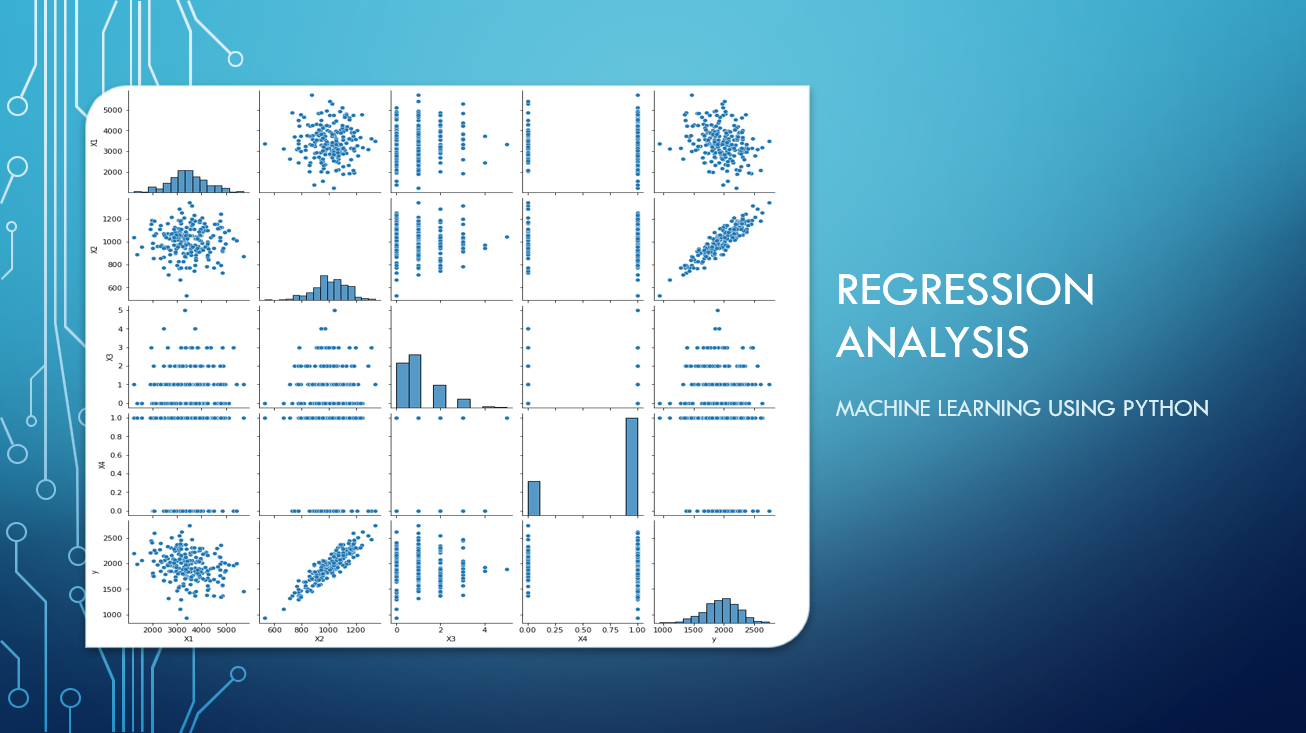 5000
4000
3000
2000
X1
1200
1000
800
600
X2
5
4
3
2
1
0
X3
1.0
0.8
0.6
0.4
0.2
0.0
X4
2500
2000
1500
1000
y
2000 3000 4000 5000
X1
600 800 1000 1200
X2
0 2 4
X3
0.00 0.25 0.50 0.75 1.00
X4
1000 1500 2000 2500
y
REGRESSION
ANALYSIS
MACHINE LEARNING USING PYTHON